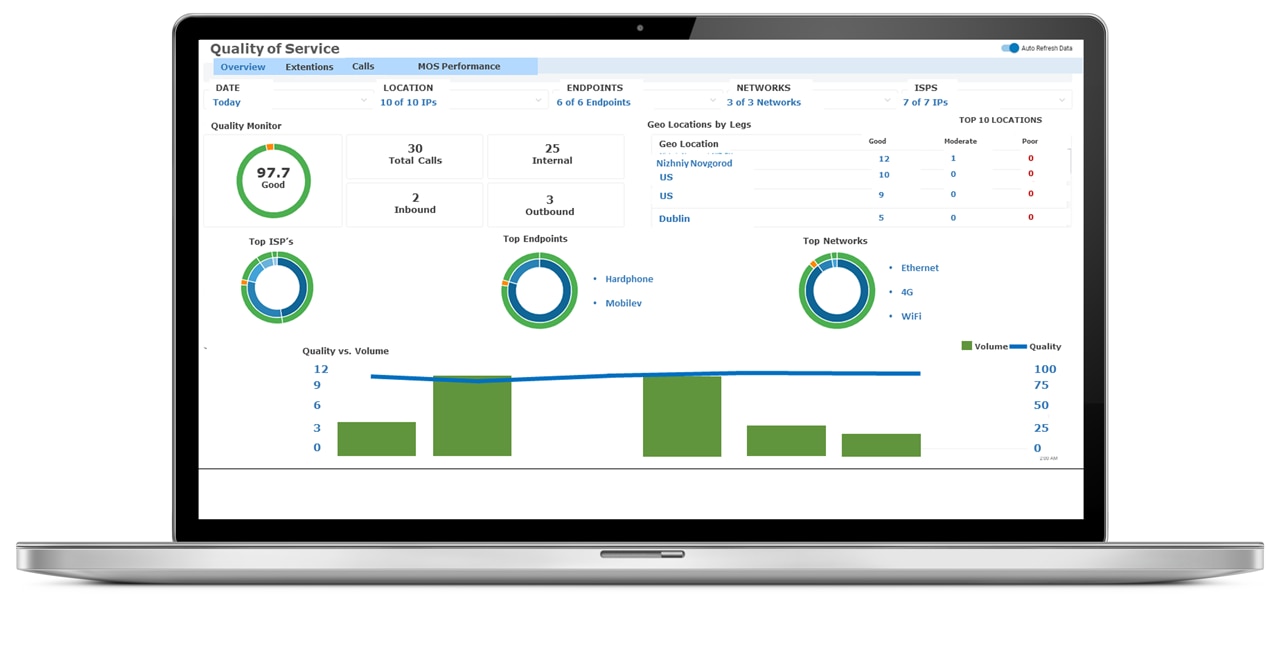 Quality of Service
Auto Refresh Data
Overview Extentions Calls MOS Performance
DATE LOCATION ENDPOINTS NETWORKS ISPS
Today 10 of 10 IPs 6 of 6 Endpoints 3 of 3 Networks 7 of 7 IPs
Quality Monitor
97.7
Good
30
Total Calls
25
Internal
2
Inbound
3
Outbound
Geo Locations by Legs
TOP 10 LOCATIONS
Geo Location Good Moderate Poor
Nizhniy Novgorod 12 1 0
US 10 0 0
US 9 0 0
Dublin 5 0 0
Top ISP’s
Top Endpoints
• Hardphone
• Mobilev
Top Networks
• Ethernet
• 4G
• WiFi
Quality vs. Volume
Volume Quality
12 100
9 75
6 50
3 25
0 0
2:00 AM